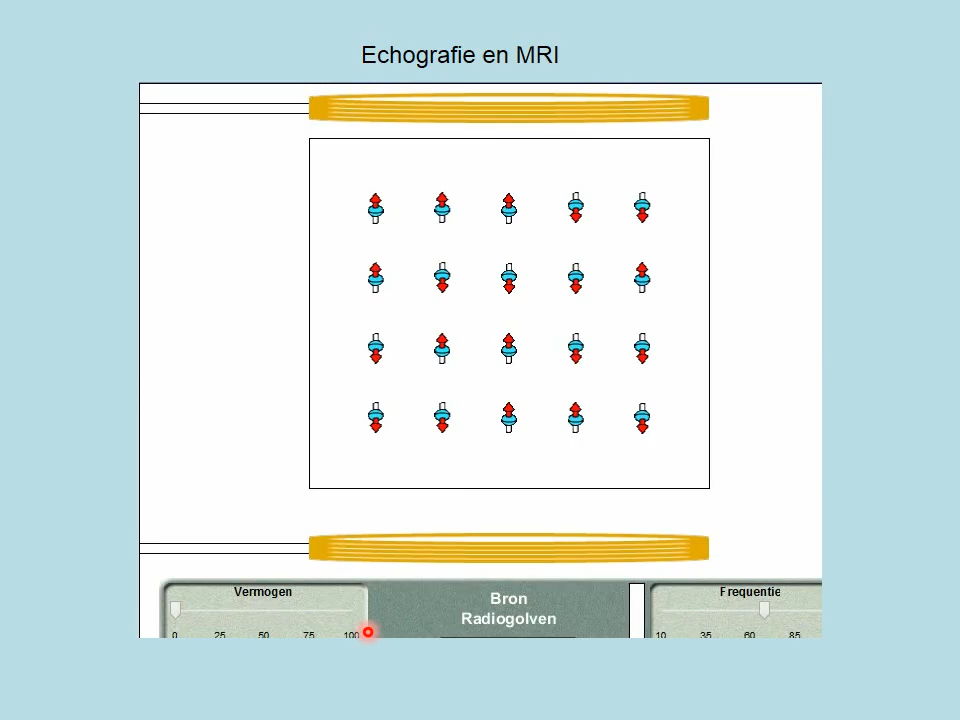 Echografie en MRI
Vermogen
Bron
Radiogolven
Frequentie
0 25 50 75 100
10 35 60 85